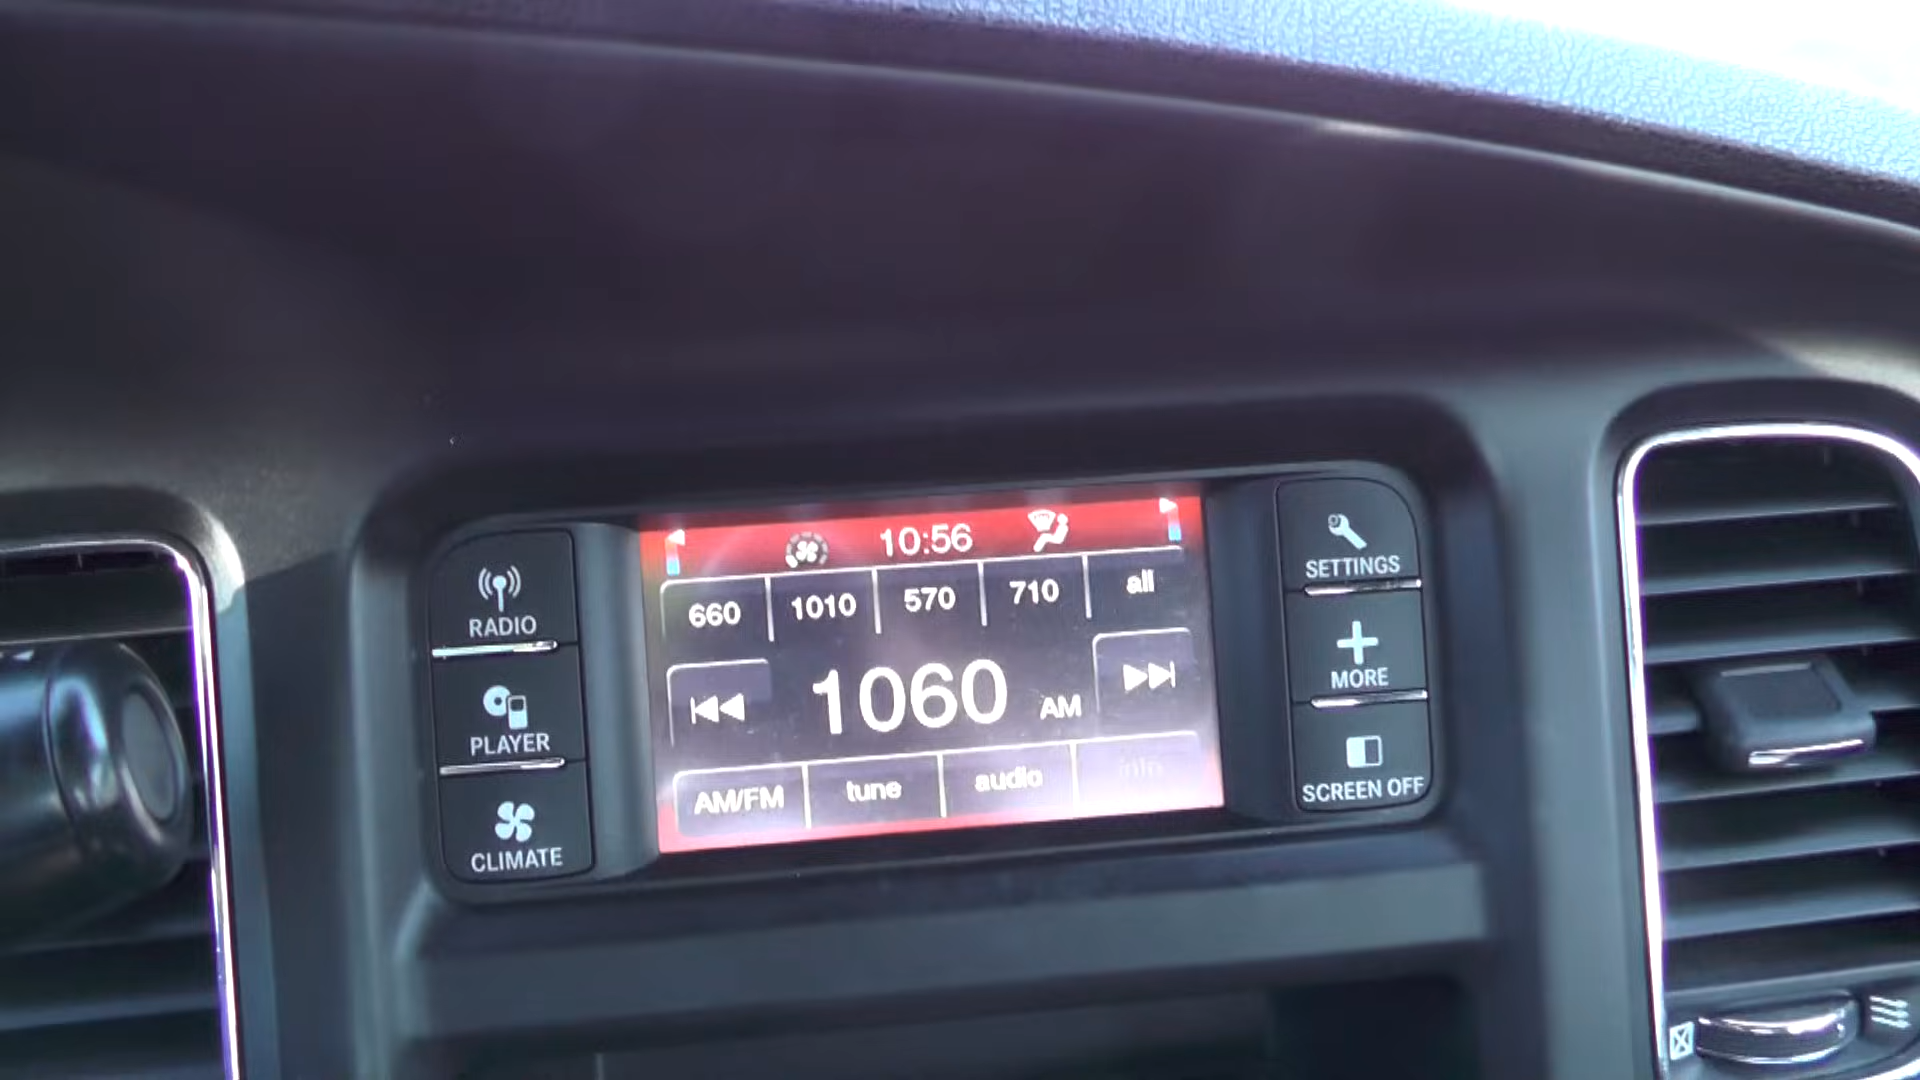 10:56
660 1010 570 710 all
1060 AM
AM/FM tune audio info
RADIO
PLAYER
CLIMATE
SETTINGS
MORE
SCREEN OFF